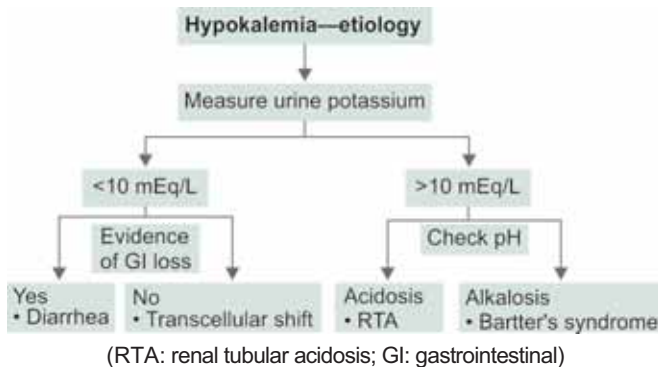 Hypokalemia—etiology
Measure urine potassium
<10 mEq/L
>10 mEq/L
Evidence
of GI loss
Check pH
Yes
• Diarrhea
No
• Transcellular shift
Acidosis
• RTA
Alkalosis
• Bartter's syndrome
(RTA: renal tubular acidosis; GI: gastrointestinal)